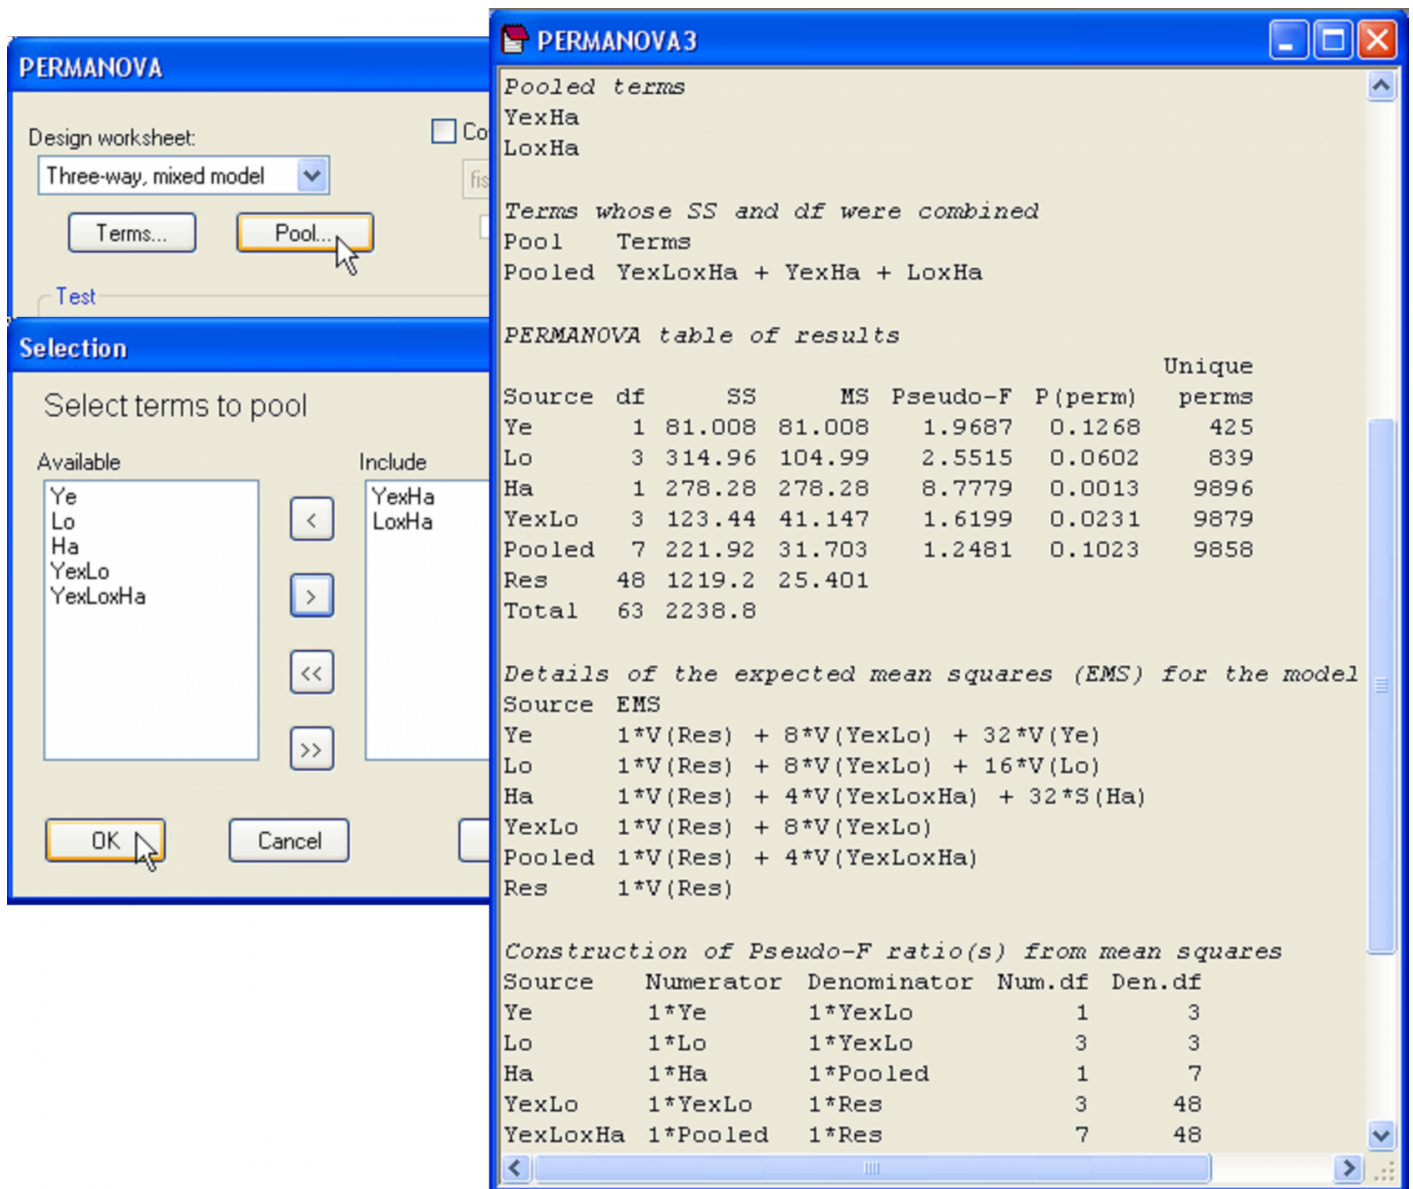 PERMANOVA
Design worksheet:
Three-way, mixed model
Terms...
Pool...
Co
fis
Test
Selection
Select terms to pool
Available
Include
Ye
Lo
Ha
YexLo
YexLoxHa
YexHa
LoxHa
<
>
<<
>>
OK
Cancel
PERMANOVA3
Pooled terms
YexHa
LoxHa
Terms whose SS and df were combined
Pool Terms
Pooled YexLoxHa + YexHa + LoxHa
PERMANOVA table of results
Unique
Source df SS MS Pseudo-F P(perm) perms
Ye 1 81.008 81.008 1.9687 0.1268 425
Lo 3 314.96 104.99 2.5515 0.0602 839
Ha 1 278.28 278.28 8.7779 0.0013 9896
YexLo 3 123.44 41.147 1.6199 0.0231 9879
Pooled 7 221.92 31.703 1.2481 0.1023 9858
Res 48 1219.2 25.401
Total 63 2238.8
Details of the expected mean squares (EMS) for the model
Source EMS
Ye 1*V(Res) + 8*V(YexLo) + 32*V(Ye)
Lo 1*V(Res) + 8*V(YexLo) + 16*V(Lo)
Ha 1*V(Res) + 4*V(YexLoxHa) + 32*S(Ha)
YexLo 1*V(Res) + 8*V(YexLo)
Pooled 1*V(Res) + 4*V(YexLoxHa)
Res 1*V(Res)
Construction of Pseudo-F ratio(s) from mean squares
Source Numerator Denominator Num.df Den.df
Ye 1*Ye 1*YexLo 1 3
Lo 1*Lo 1*YexLo 3 3
Ha 1*Ha 1*Pooled 1 7
YexLo 1*YexLo 1*Res 3 48
YexLoxHa 1*Pooled 1*Res 7 48